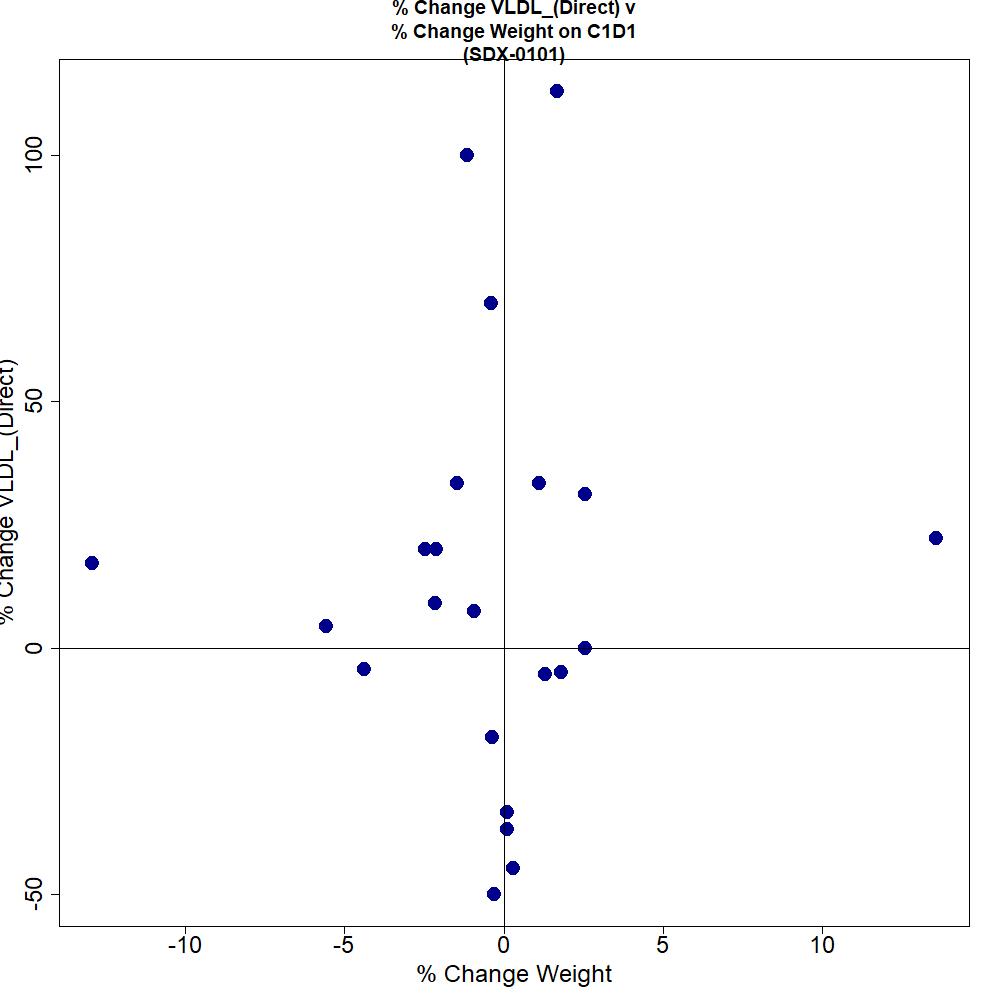 % Change VLDL_(Direct) v
% Change Weight on C1D1
(SDX-0101)
% Change VLDL_(Direct)
100
50
0
-50
-10
-5
0
5
10
% Change Weight